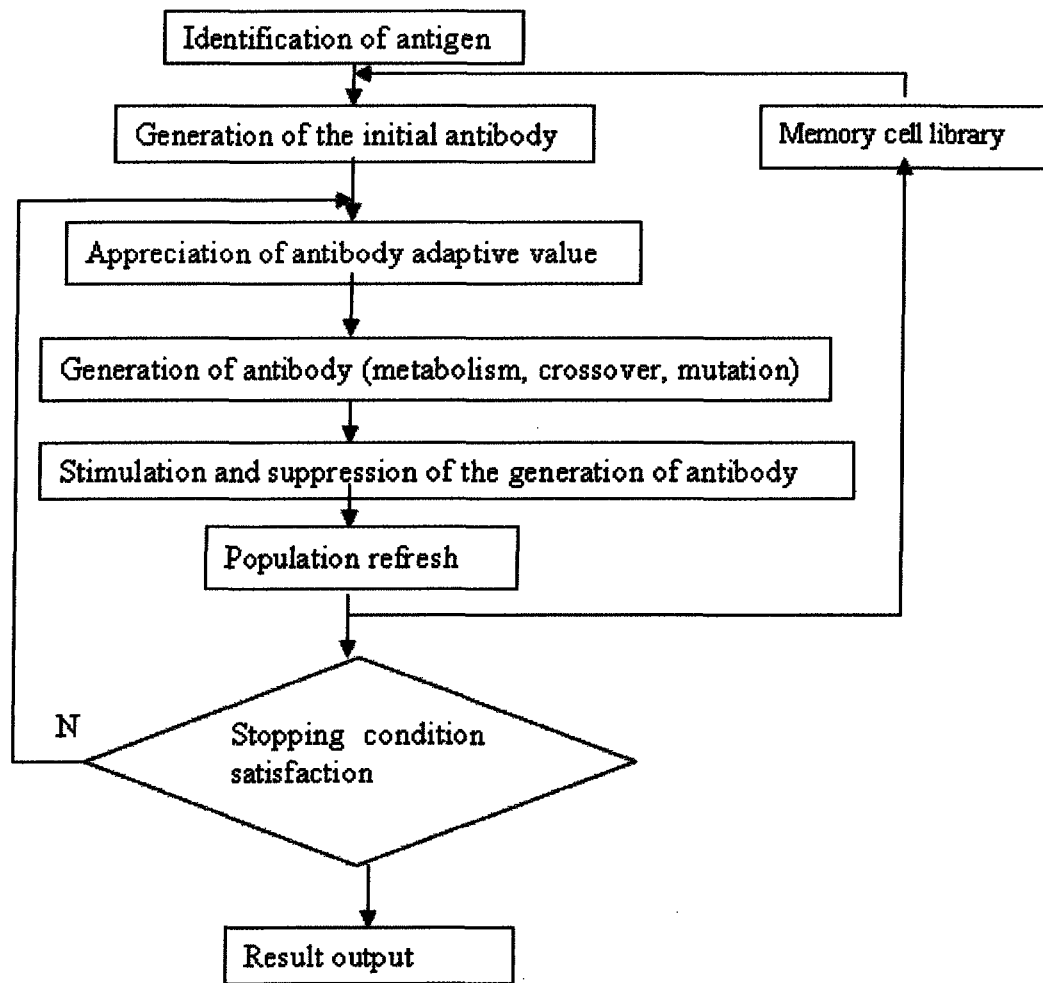 Identification of antigen
Generation of the initial antibody
Memory cell library
Appreciation of antibody adaptive value
Generation of antibody (metabolism, crossover, mutation)
Stimulation and suppression of the generation of antibody
Population refresh
N
Stopping condition
satisfaction
Result output